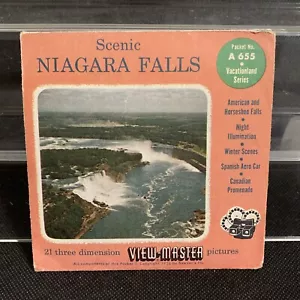 Scenic
NIAGARA FALLS
Packet No.
A 655
Vacationland
Series
American and
Horseshoe Falls
Night
Illumination
Winter Scenes
Spanish Aero Car
Canadian
Promenade
21 three dimension VIEW-MASTER pictures